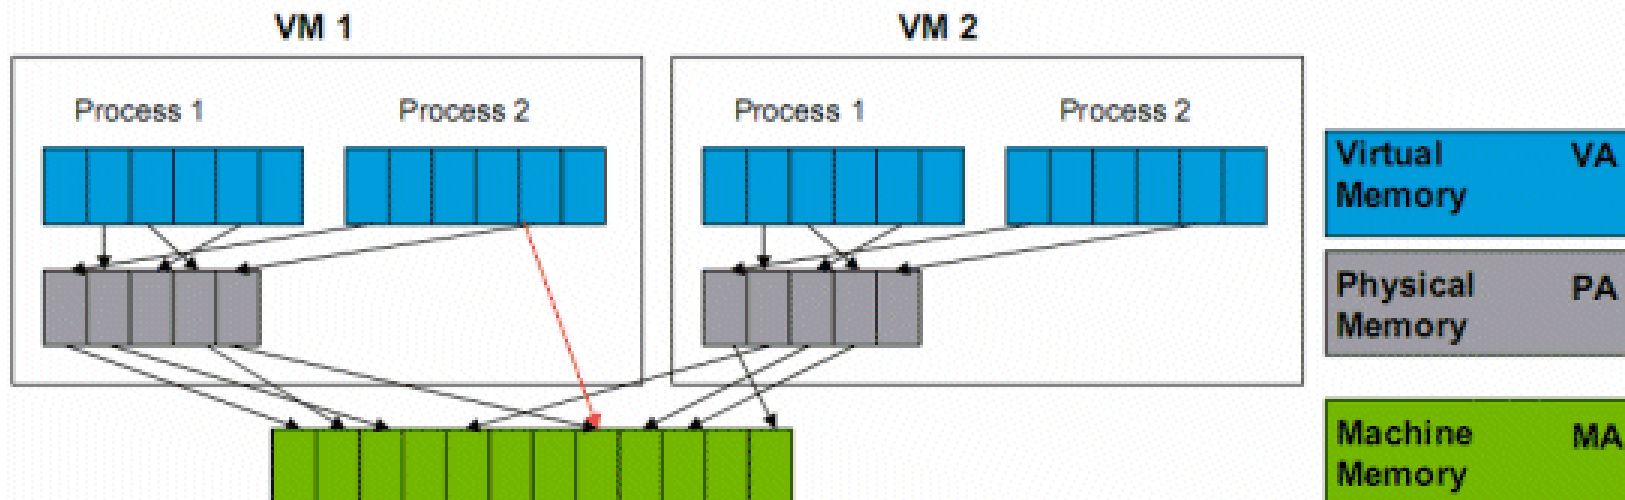 VM 1
VM 2
Process 1
Process 2
Process 1
Process 2
Virtual VA
Memory
Physical PA
Memory
Machine MA
Memory